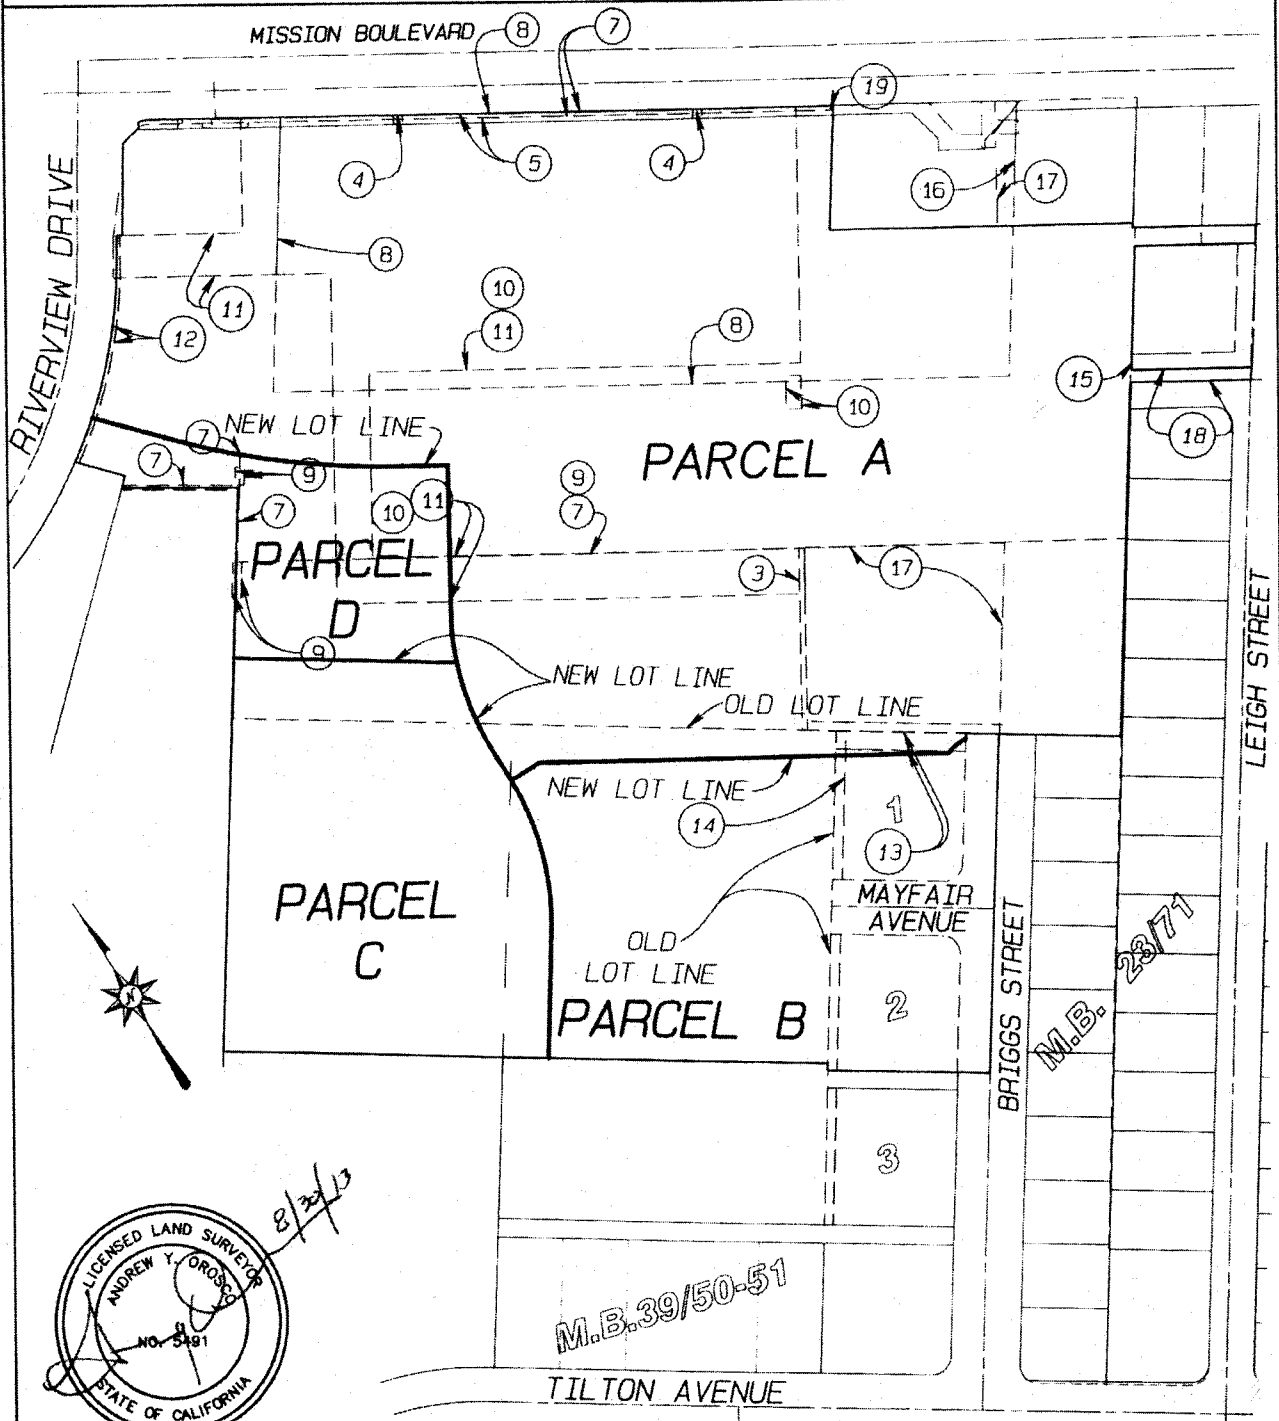 MISSION BOULEVARD
8
7
19
4
5
4
16
17
RIVERVIEW DRIVE
8
11
12
10
11
8
15
10
18
NEW LOT LINE
7
7
9
PARCEL A
9
7
7
10
11
PARCEL
D
3
17
9
NEW LOT LINE
OLD LOT LINE
LEIGH STREET
NEW LOT LINE
14
1
13
PARCEL
C
MAYFAIR
AVENUE
OLD
LOT LINE
PARCEL B
2
BRIGGS STREET
M.B. 23/71
N
3
8/30/13
LICENSED LAND SURVEYOR
ANDREW Y. OROSCO
NO. 5491
STATE OF CALIFORNIA
M.B.39/50-51
TILTON AVENUE